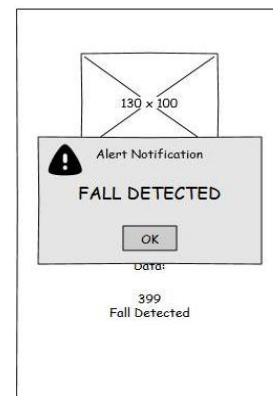 130 x 100
Alert Notification
FALL DETECTED
OK
Data:
399
Fall Detected